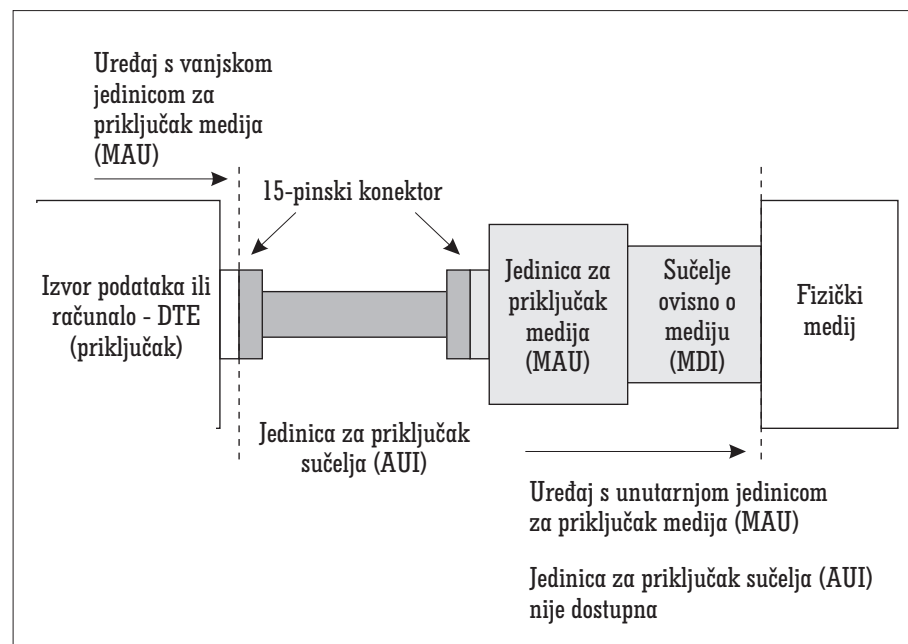 Uređaj s vanjskom
jedinicom za
priključak medija
(MAU)
15-pinski konektor
Izvor podataka ili
računalo - DTE
(priključak)
Jedinica za
priključak
medija
(MAU)
Sučelje
ovisno o
mediju
(MDI)
Fizički
medij
Jedinica za priključak
sučelja (AUI)
Uređaj s unutarnjom jedinicom
za priključak medija (MAU)
Jedinica za priključak sučelja (AUI)
nije dostupna